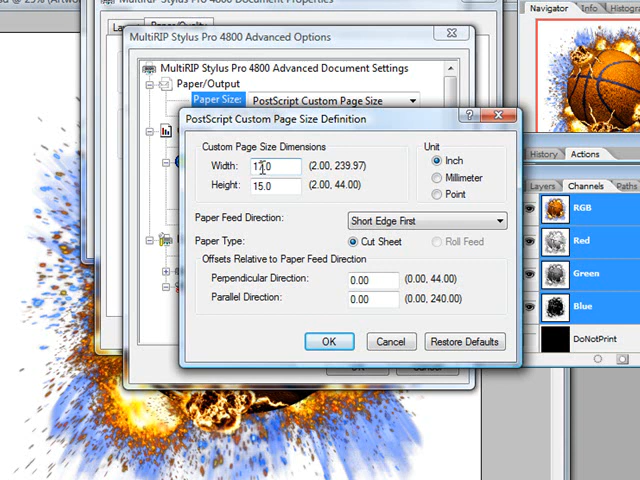 MultiRIP Stylus Pro 4800 Document Properties
Paper/Quality
MultiRIP Stylus Pro 4800 Advanced Options
MultiRIP Stylus Pro 4800 Advanced Document Settings
Paper/Output
Paper Size: PostScript Custom Page Size
PostScript Custom Page Size Definition
Custom Page Size Dimensions
Width: (2.00, 239.97)
Height: 15.0 (2.00, 44.00)
Unit
Inch
Millimeter
Point
Paper Feed Direction: Short Edge First
Paper Type: Cut Sheet Roll Feed
Offsets Relative to Paper Feed Direction
Perpendicular Direction: 0.00 (0.00, 44.00)
Parallel Direction: 0.00 (0.00, 240.00)
OK Cancel Restore Defaults
Navigator Info Histogra
History Actions
Layers Channels Paths
RGB
Red
Green
Blue
DoNotPrint